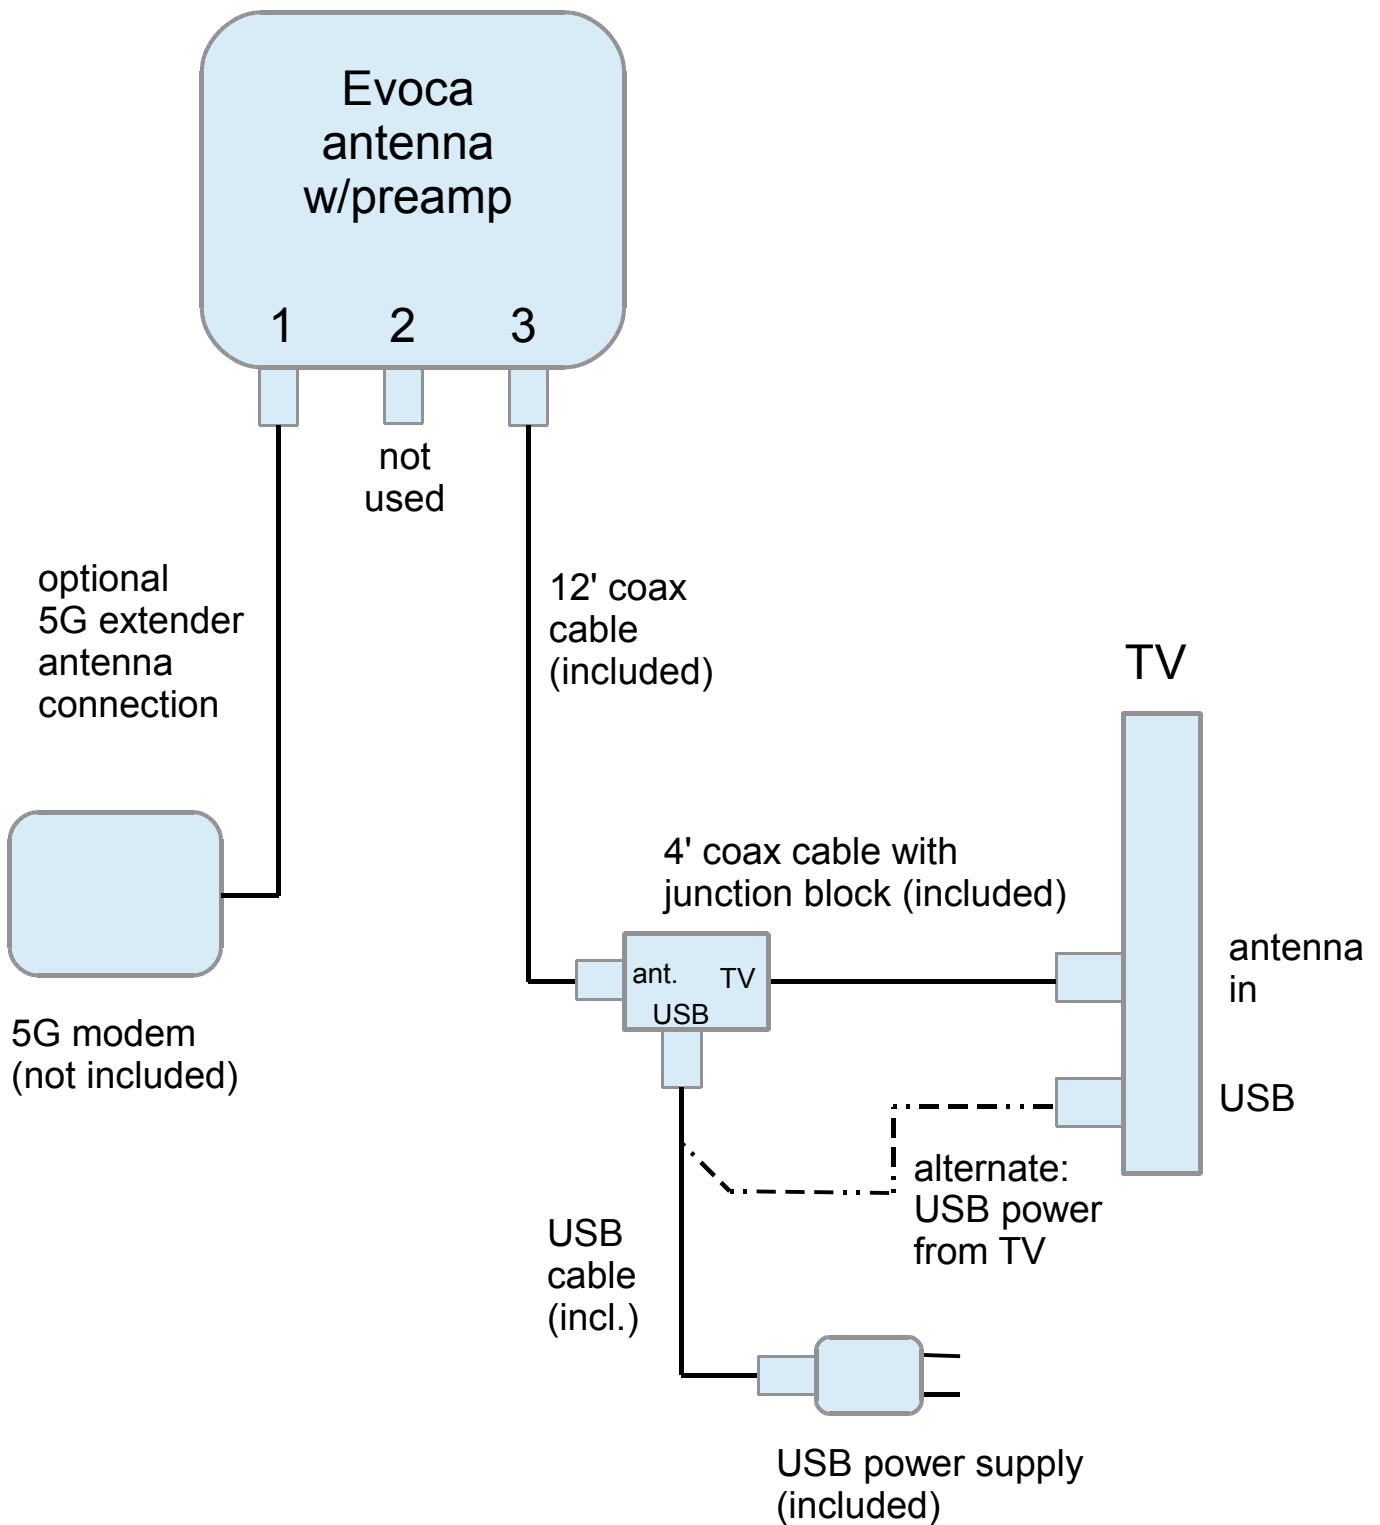 Evoca
antenna
w/preamp
1 2 3
not
used
optional
5G extender
antenna
connection
12' coax
cable
(included)
TV
4' coax cable with
junction block (included)
antenna
in
ant. TV
USB
5G modem
(not included)
USB
alternate:
USB power
from TV
USB
cable
(incl.)
USB power supply
(included)